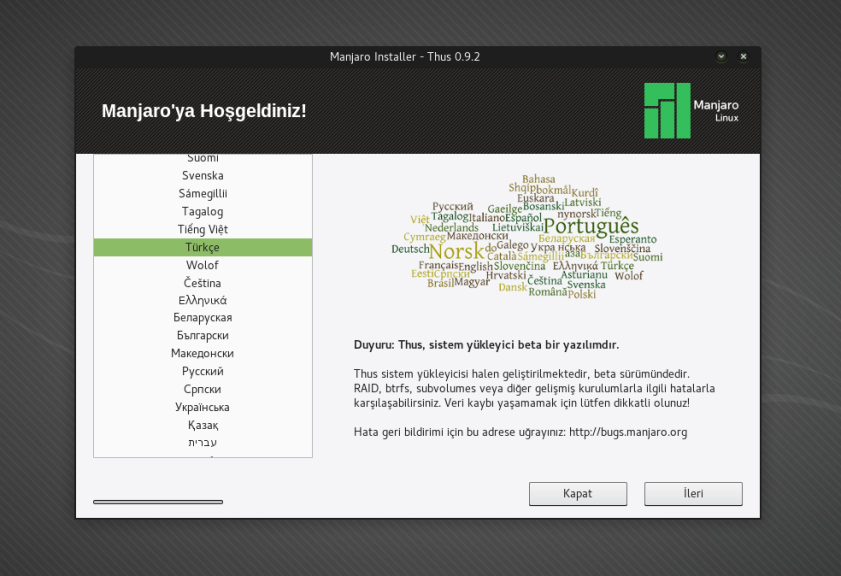 Manjaro Installer - Thus 0.9.2
Manjaro'ya Hoşgeldiniz!
Manjaro
Linux
Suomi
Svenska
Sámegillii
Tagalog
Tiếng Việt
Türkçe
Wolof
Čeština
Ελληνικά
Беларуская
Български
Македонски
Русский
Српски
Українська
Қазақ
עברית
Bahasa
Shqip bokmål Kurdî
Euskara
Русский Gaeilge Bosanski Latviski
Việt Tagalog Italiano Español nynorsk Tiếng
Nederlands Lietuviškai Português
Cymraeg Македонски Беларуская Esperanto
Deutsch Norsk do Galego Українська Slovenščina
Català Sámegillii аза Български Suomi
Français English Slovenčina Ελληνικά Türkçe
Eesti Српски Hrvatski Asturianu Wolof
Brasil Magyar Čeština Svenska
Dansk Română Polski
Duyuru: Thus, sistem yükleyici beta bir yazılımdır.
Thus sistem yükleyicisi halen geliştirilmektedir, beta sürümündedir.
RAID, btrfs, subvolumes veya diğer gelişmiş kurulumlarla ilgili hatalarla
karşılaşabilirsiniz. Veri kaybı yaşamamak için lütfen dikkatli olunuz!
Hata geri bildirimi için bu adrese uğrayınız: http://bugs.manjaro.org
Kapat
İleri